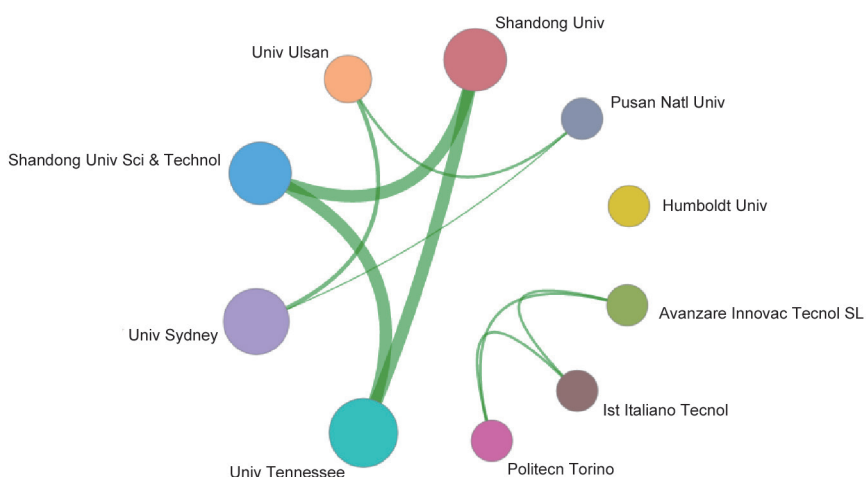 Shandong Univ
Univ Ulsan
Pusan Natl Univ
Shandong Univ Sci & Technol
Humboldt Univ
Avanzare Innovac Tecnol SL
Univ Sydney
Ist Italiano Tecnol
Politecn Torino
Univ Tennessee